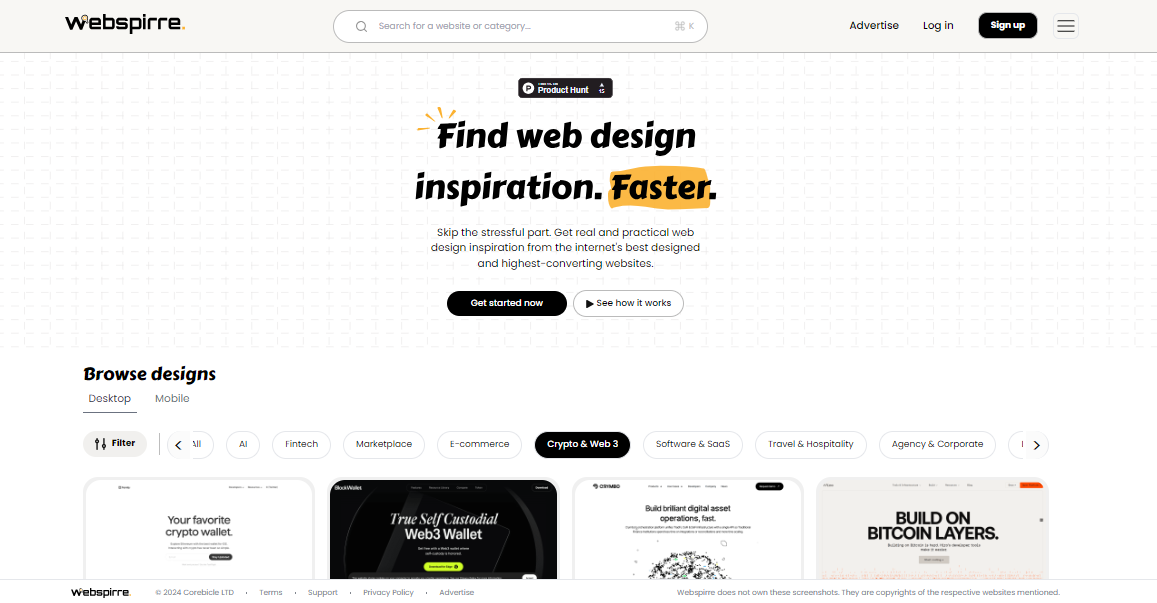 webspirre.
Search for a website or category...
⌘ K
Advertise
Log in
Sign up
Product Hunt
Find web design
inspiration. Faster.
Skip the stressful part. Get real and practical web
design inspiration from the internet's best designed
and highest-converting websites.
Get started now
See how it works
Browse designs
Desktop
Mobile
Filter
All
AI
Fintech
Marketplace
E-commerce
Crypto & Web 3
Software & SaaS
Travel & Hospitality
Agency & Corporate
Your favorite
crypto wallet.
BlockWallet
True Self Custodial
Web3 Wallet
Build brilliant digital asset
operations, fast.
BUILD ON
BITCOIN LAYERS.
webspirre.
© 2024 Corebicle LTD
Terms
Support
Privacy Policy
Advertise
Webspirre does not own these screenshots. They are copyrights of the respective websites mentioned.